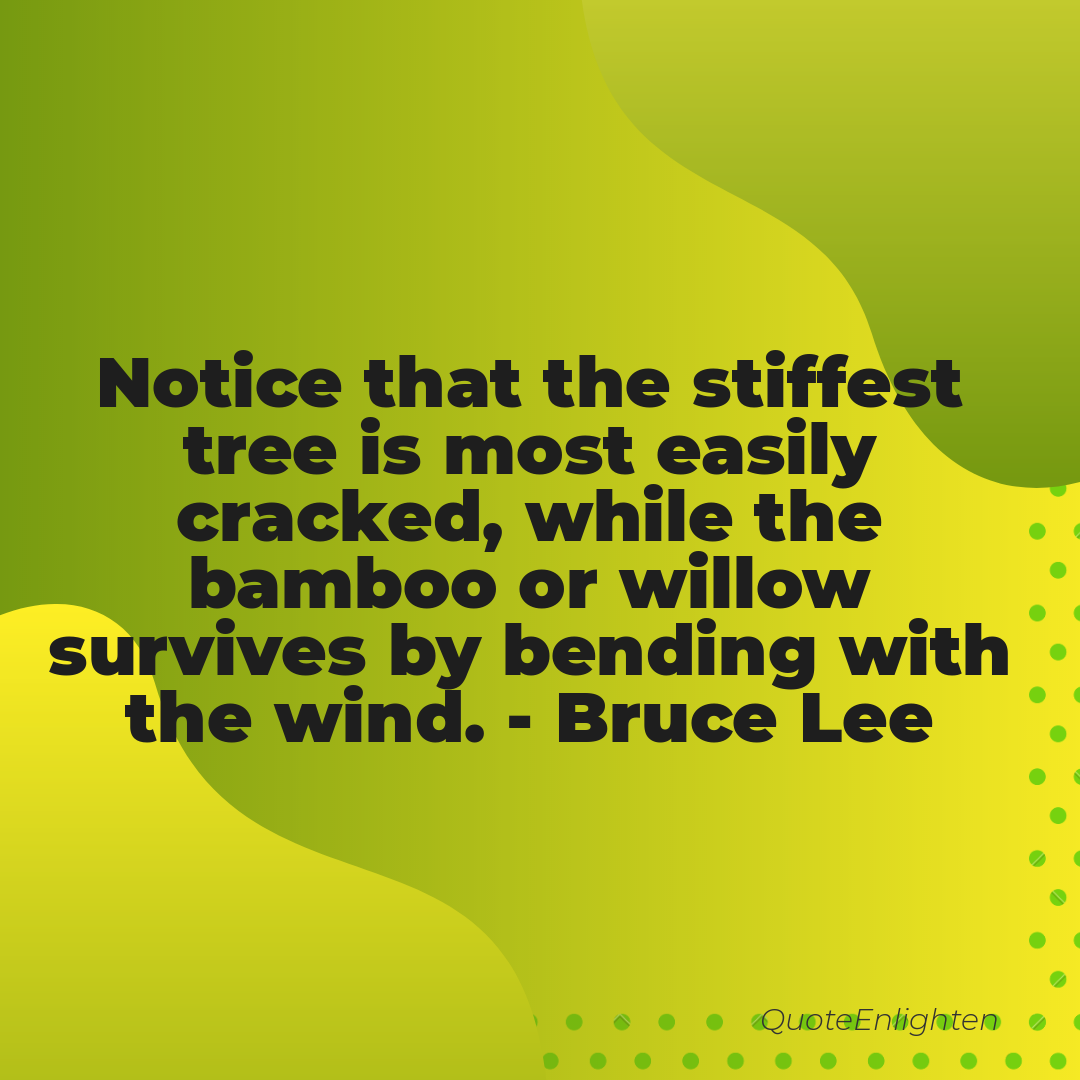 Notice that the stiffest
tree is most easily
cracked, while the
bamboo or willow
survives by bending with
the wind. - Bruce Lee
QuoteEnlighten